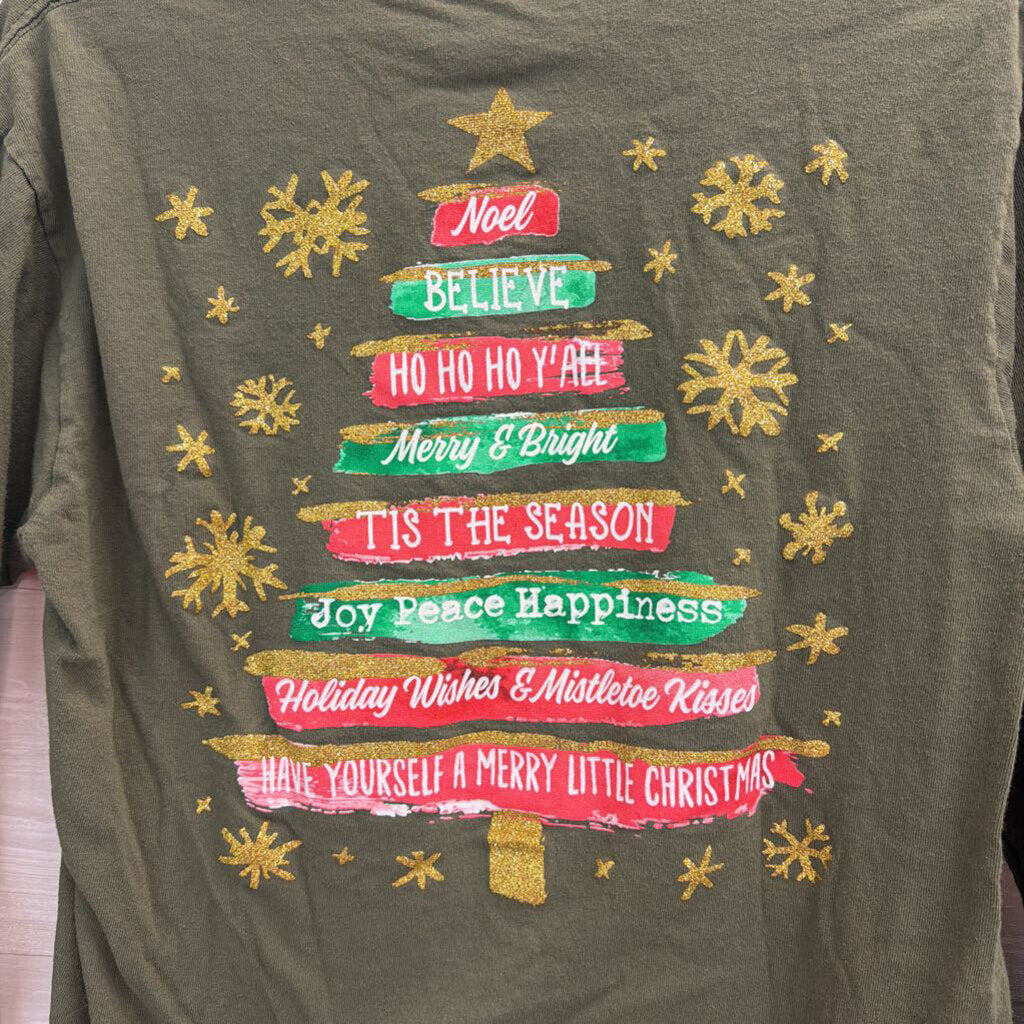 Noel
BELIEVE
HO HO HO Y'ALL
Merry & Bright
TIS THE SEASON
Joy Peace Happiness
Holiday Wishes & Mistletoe Kisses
HAVE YOURSELF A MERRY LITTLE CHRISTMAS